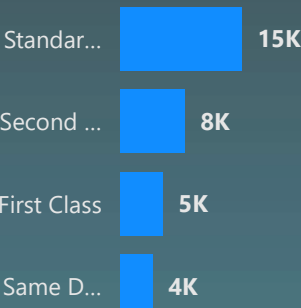 Standar... 15K
Second ... 8K
First Class 5K
Same D... 4K